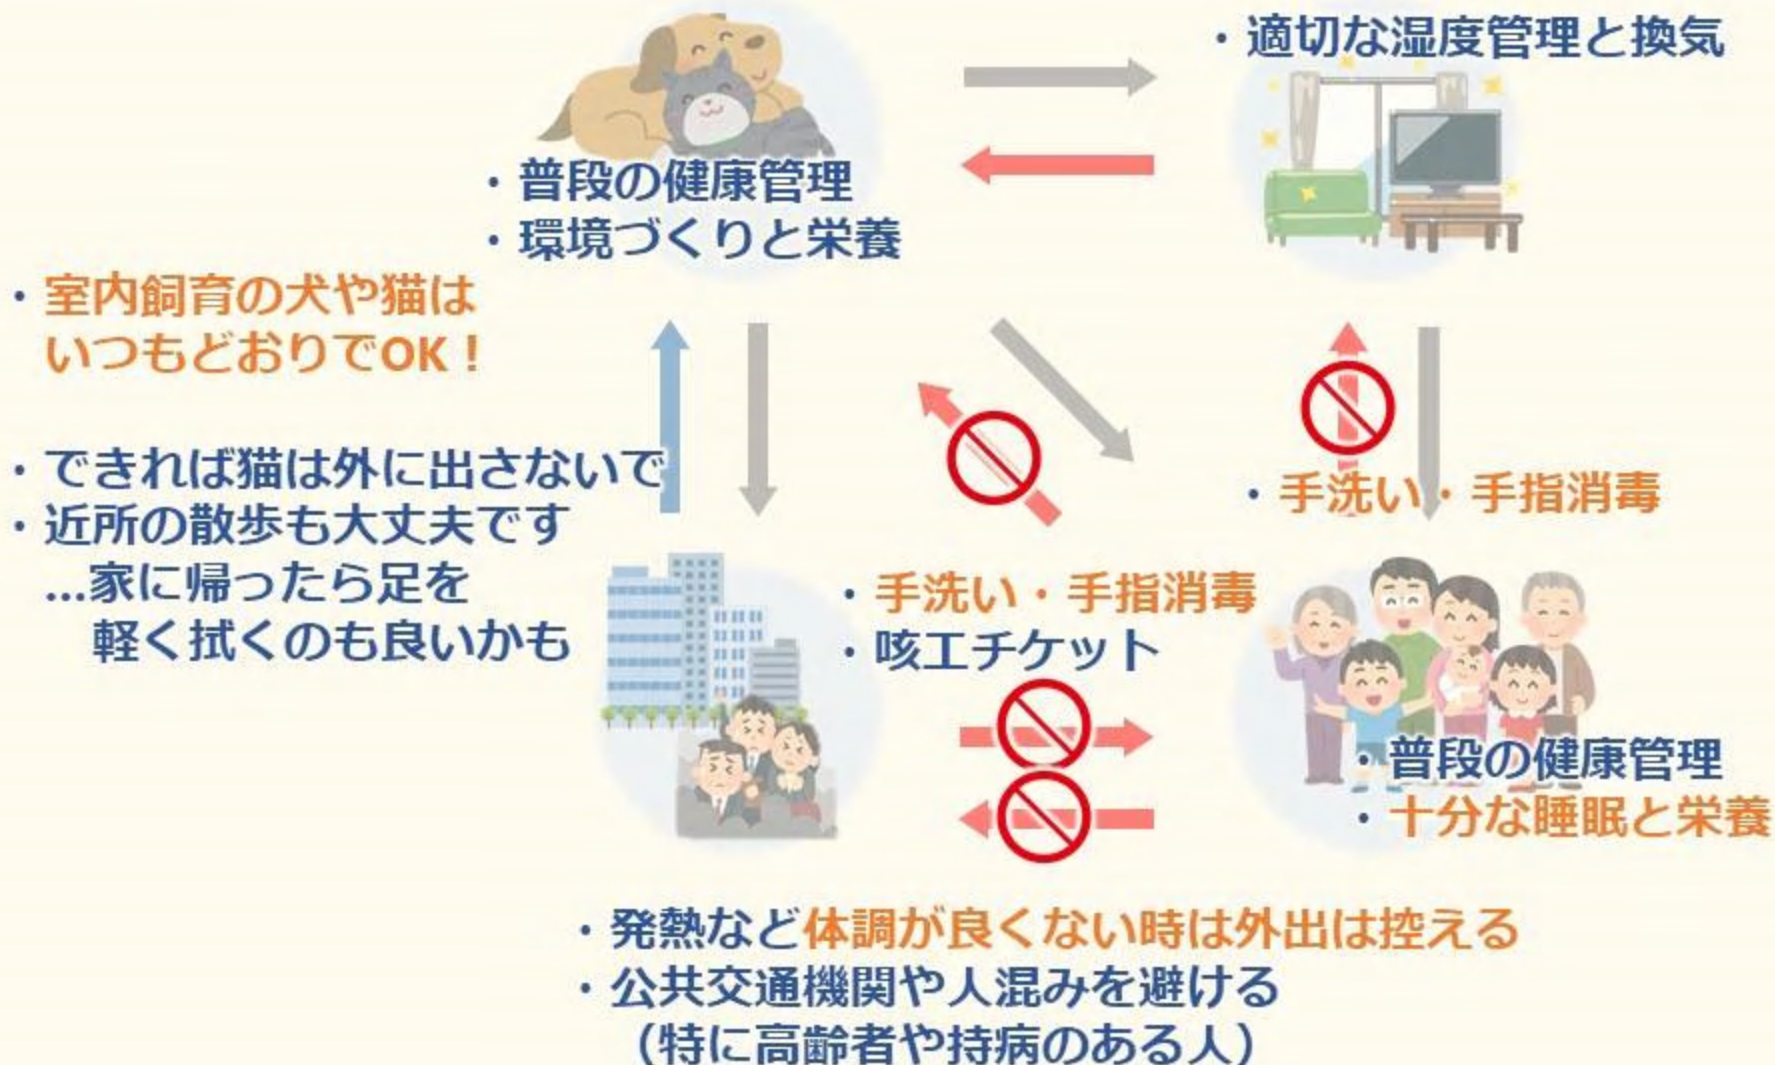 ・普段の健康管理
・環境づくりと栄養
・適切な湿度管理と換気
・室内飼育の犬や猫は
いつもどおりでOK！
・できれば猫は外に出さないで
・近所の散歩も大丈夫です
…家に帰ったら足を
軽く拭くのも良いかも
・手洗い・手指消毒
・手洗い・手指消毒
・咳エチケット
・普段の健康管理
・十分な睡眠と栄養
・発熱など体調が良くない時は外出は控える
・公共交通機関や人混みを避ける
（特に高齢者や持病のある人）